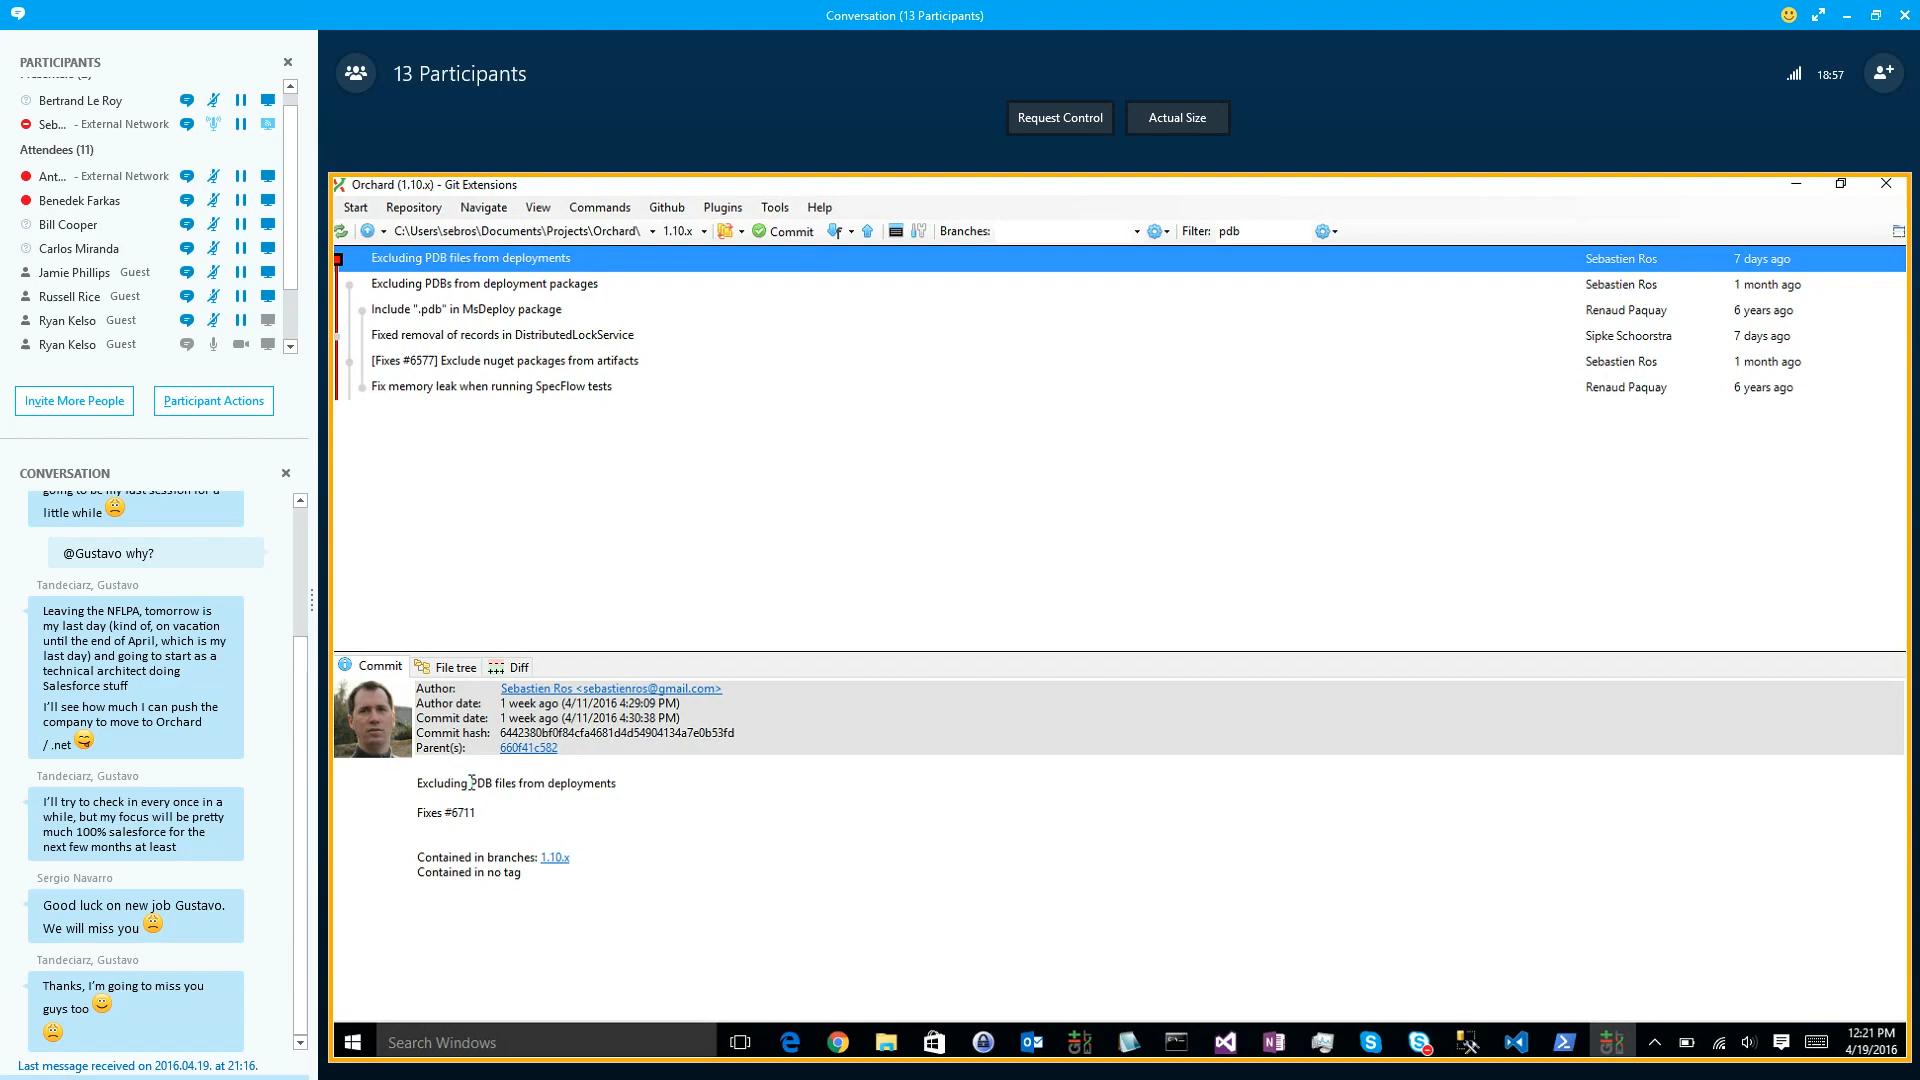 Conversation (13 Participants)
PARTICIPANTS
Bertrand Le Roy
Seb... - External Network
Attendees (11)
Ant... - External Network
Benedek Farkas
Bill Cooper
Carlos Miranda
Jamie Phillips Guest
Russell Rice Guest
Ryan Kelso Guest
Ryan Kelso Guest
Invite More People
Participant Actions
CONVERSATION
going to be my last session for a
little while
@Gustavo why?
Tandeciarz, Gustavo
Leaving the NFLPA, tomorrow is
my last day (kind of, on vacation
until the end of April, which is my
last day) and going to start as a
technical architect doing
Salesforce stuff
I'll see how much I can push the
company to move to Orchard
/ .net
Tandeciarz, Gustavo
I'll try to check in every once in a
while, but my focus will be pretty
much 100% salesforce for the
next few months at least
Sergio Navarro
Good luck on new job Gustavo.
We will miss you
Tandeciarz, Gustavo
Thanks, I'm going to miss you
guys too
Last message received on 2016.04.19. at 21:16.
13 Participants
18:57
Request Control
Actual Size
Orchard (1.10.x) - Git Extensions
Start Repository Navigate View Commands Github Plugins Tools Help
C:\Users\sebros\Documents\Projects\Orchard\ 1.10.x Commit Branches: Filter: pdb
Excluding PDB files from deployments Sebastien Ros 7 days ago
Excluding PDBs from deployment packages Sebastien Ros 1 month ago
Include ".pdb" in MsDeploy package Renaud Paquay 6 years ago
Fixed removal of records in DistributedLockService Sipke Schoorstra 7 days ago
[Fixes #6577] Exclude nuget packages from artifacts Sebastien Ros 1 month ago
Fix memory leak when running SpecFlow tests Renaud Paquay 6 years ago
Commit File tree Diff
Author: Sebastien Ros <sebastienros@gmail.com>
Author date: 1 week ago (4/11/2016 4:29:09 PM)
Commit date: 1 week ago (4/11/2016 4:30:38 PM)
Commit hash: 6442380bf0f84cfa4681d4d54904134a7e0b53fd
Parent(s): 660f41c582
Excluding PDB files from deployments
Fixes #6711
Contained in branches: 1.10.x
Contained in no tag
Search Windows
12:21 PM
4/19/2016